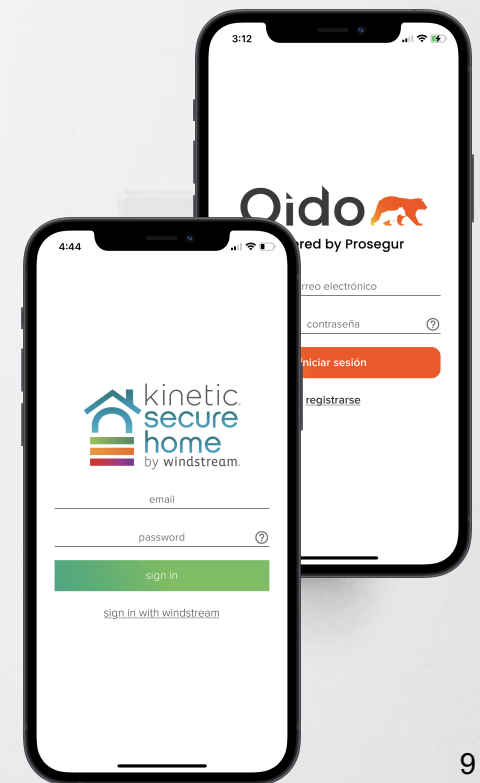 3:12
Qido
ered by Prosegur
rreo electrónico
contraseña
niciar sesión
registrarse
4:44
kinetic.
secure
home
by windstream.
email
password
sign in
sign in with windstream
9